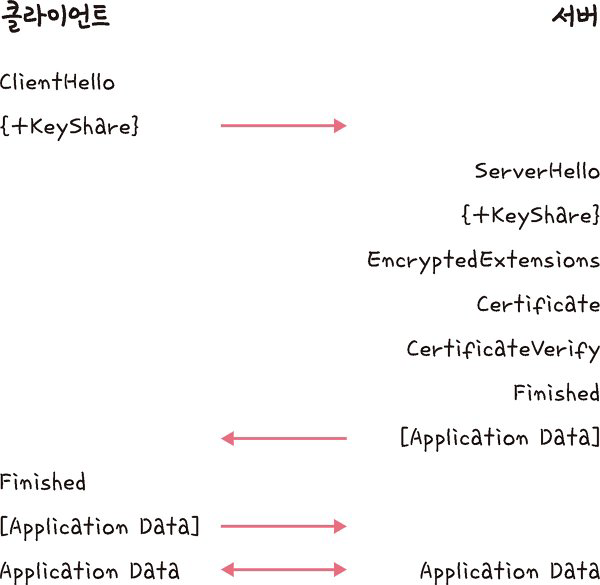 클라이언트 서버
ClientHello
{+KeyShare}
ServerHello
{+KeyShare}
EncryptedExtensions
Certificate
CertificateVerify
Finished
[Application Data]
Finished
[Application Data]
Application Data Application Data